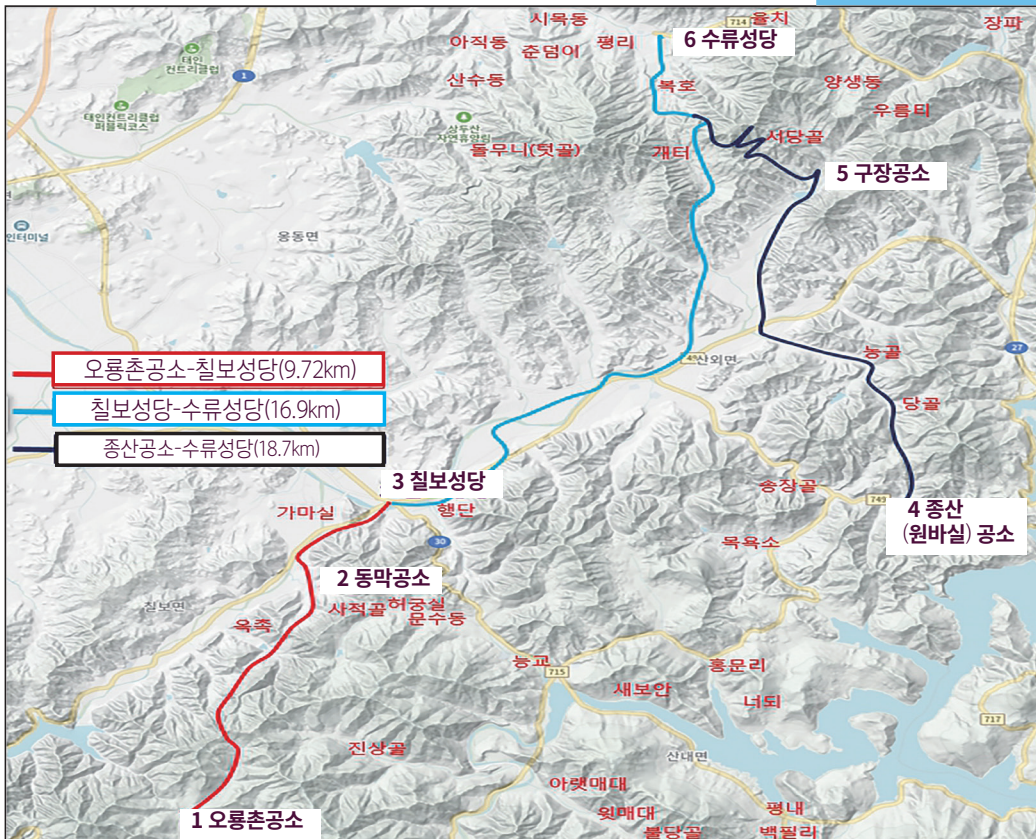 시목동
714
율치
장파
아직동
준덤이
평리
6 수류성당
태인
컨트리클럽
1
산수동
복호
양생동
우름티
태인컨트리클럽
퍼블릭코스
상두산
자연휴양림
서당골
돌무니(텃골)
개터
5 구장공소
인터미널
옹동면
산외면
27
능골
오룡촌공소-칠보성당(9.72km)
칠보성당-수류성당(16.9km)
당골
종산공소-수류성당(18.7km)
3 칠보성당
송장골
749
4 종산
(원바실) 공소
가마실
행단
30
목욕소
2 동막공소
칠보면
사적골
허궁실
문수동
옥촉
능교
715
홍문리
새보안
너되
717
진상골
산내면
아랫매대
윗매대
평내
1 오룡촌공소
불당골
백필리